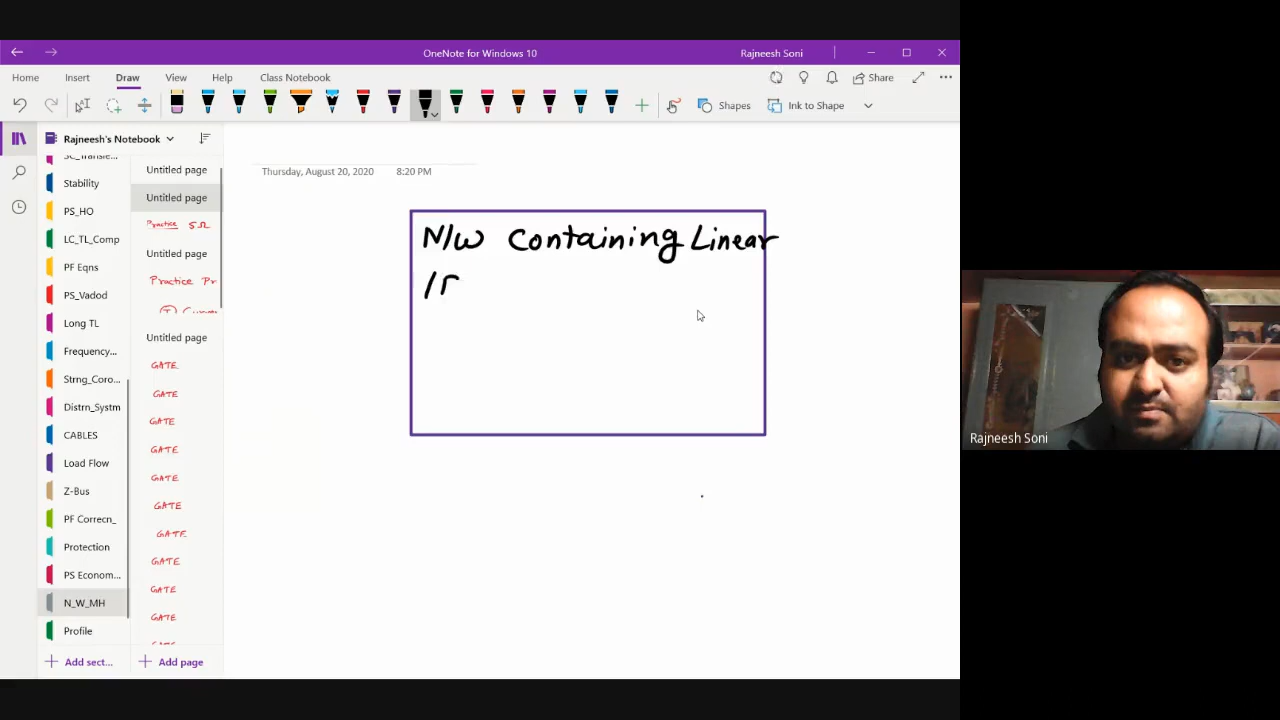 OneNote for Windows 10
Rajneesh Soni
Home Insert Draw View Help Class Notebook
Share
Shapes Ink to Shape
Rajneesh's Notebook
SC_Transie...
Stability
PS_HO
LC_TL_Comp
PF Eqns
PS_Vadod
Long TL
Frequency...
Strng_Coro...
Distrn_Systm
CABLES
Load Flow
Z-Bus
PF Correcn_
Protection
PS Econom...
N_W_MH
Profile
Add sect...
Untitled page
Untitled page
Practice 5Ω
Untitled page
Practice Pr
Untitled page
GATE
GATE
GATE
GATE
GATE
GATE
GATE
GATE
GATE
GATE
Add page
Thursday, August 20, 2020 8:20 PM
N/W Containing Linear
Rajneesh Soni